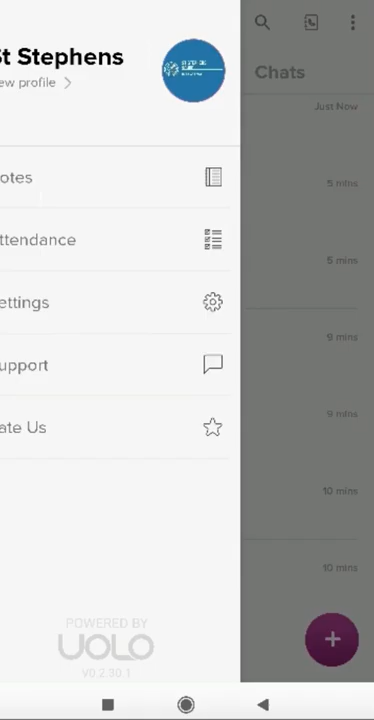 t Stephens
ew profile
Chats
Just Now
otes
5 mins
ttendance
5 mins
ettings
9 mins
upport
9 mins
ate Us
10 mins
10 mins
POWERED BY
UOLO
V0.2.30.1